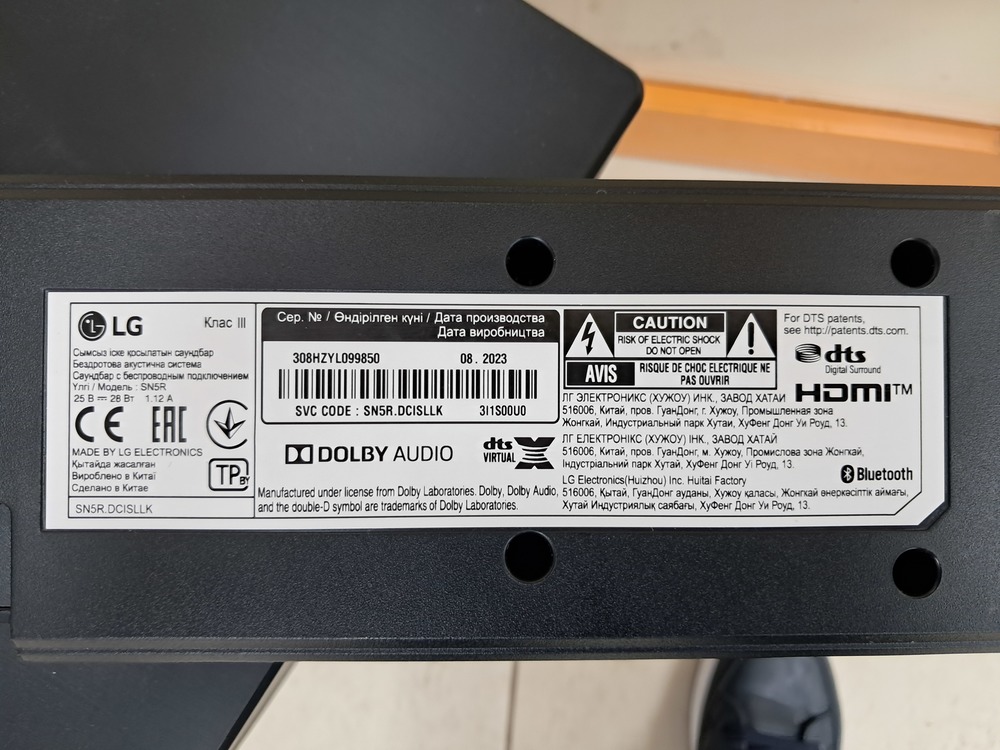 LG
Клас III
Сымсыз іске қосылатын саундбар
Бездротова акустична система
Саундбар с беспроводным подключением
Үлгі / Модель : SN5R
25 В ⎓ 28 Вт 1.12 A
CE EAC
MADE BY LG ELECTRONICS
Қытайда жасалған
Вироблено в Китаї
Сделано в Китае
TP BY
SN5R.DCISLLK
Сер. № / Өндірілген күні / Дата производства
Дата виробництва
308HZYL099850 08 . 2023
SVC CODE : SN5R.DCISLLK 3I1S00U0
DOLBY AUDIO
dts
VIRTUAL X
Manufactured under license from Dolby Laboratories. Dolby, Dolby Audio,
and the double-D symbol are trademarks of Dolby Laboratories.
CAUTION
RISK OF ELECTRIC SHOCK
DO NOT OPEN
AVIS
RISQUE DE CHOC ELECTRIQUE NE
PAS OUVRIR
For DTS patents,
see http://patents.dts.com.
dts
Digital Surround
HDMI™
ЛГ ЭЛЕКТРОНИКС (ХУЖОУ) ИНК., ЗАВОД ХАТАИ
516006, Китай, пров. ГуанДонг, г. Хужоу, Промышленная зона
Жонгкай, Индустриальный парк Хутаи, ХуФенг Донг Уи Роуд, 13.
ЛГ ЕЛЕКТРОНІКС (ХУЖОУ) ІНК., ЗАВОД ХАТАЙ
516006, Китай, пров. ГуанДонг, м. Хужоу, Промислова зона Жонгкай,
Індустріальний парк Хутай, ХуФенг Донг Уі Роуд, 13.
LG Electronics(Huizhou) Inc. Huitai Factory
516006, Қытай, ГуанДонг ауданы, Хужоу қаласы, Жонгкай өнеркәсіптік аймағы,
Хутай Индустриялық саябағы, ХуФенг Донг Уи Роуд, 13.
Bluetooth